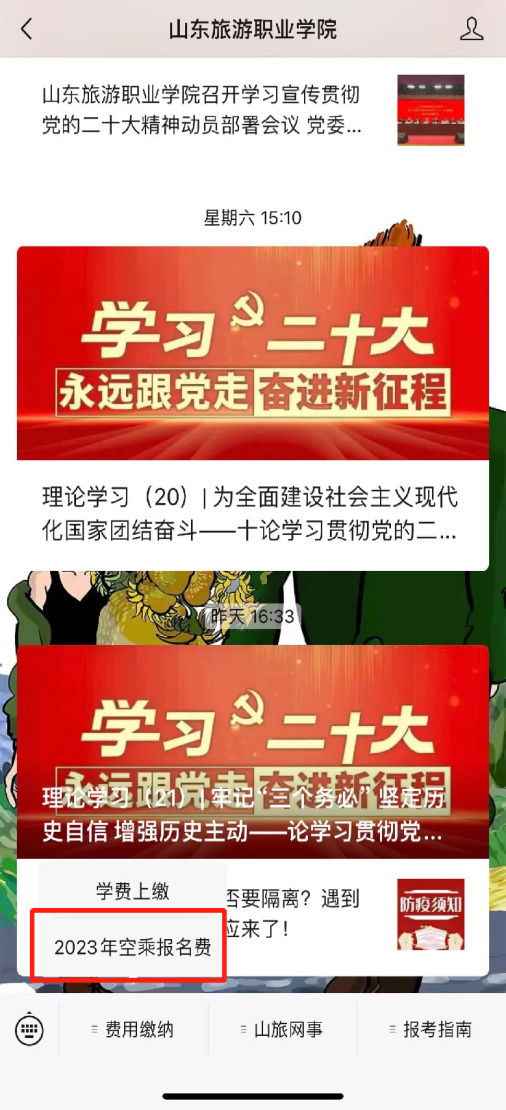 山东旅游职业学院
山东旅游职业学院召开学习宣传贯彻
党的二十大精神动员部署会议 党委...
星期六 15:10
学习二十大
永远跟党走 奋进新征程
理论学习（20）| 为全面建设社会主义现代
化国家团结奋斗——十论学习贯彻党的二...
昨天 16:33
学习二十大
永远跟党走 奋进新征程
理论学习（21）| 牢记“三个务必” 坚定历
史自信 增强历史主动——论学习贯彻党...
否要隔离？遇到
应来了！
防疫须知
学费上缴
2023年空乘报名费
费用缴纳
山旅网事
报考指南